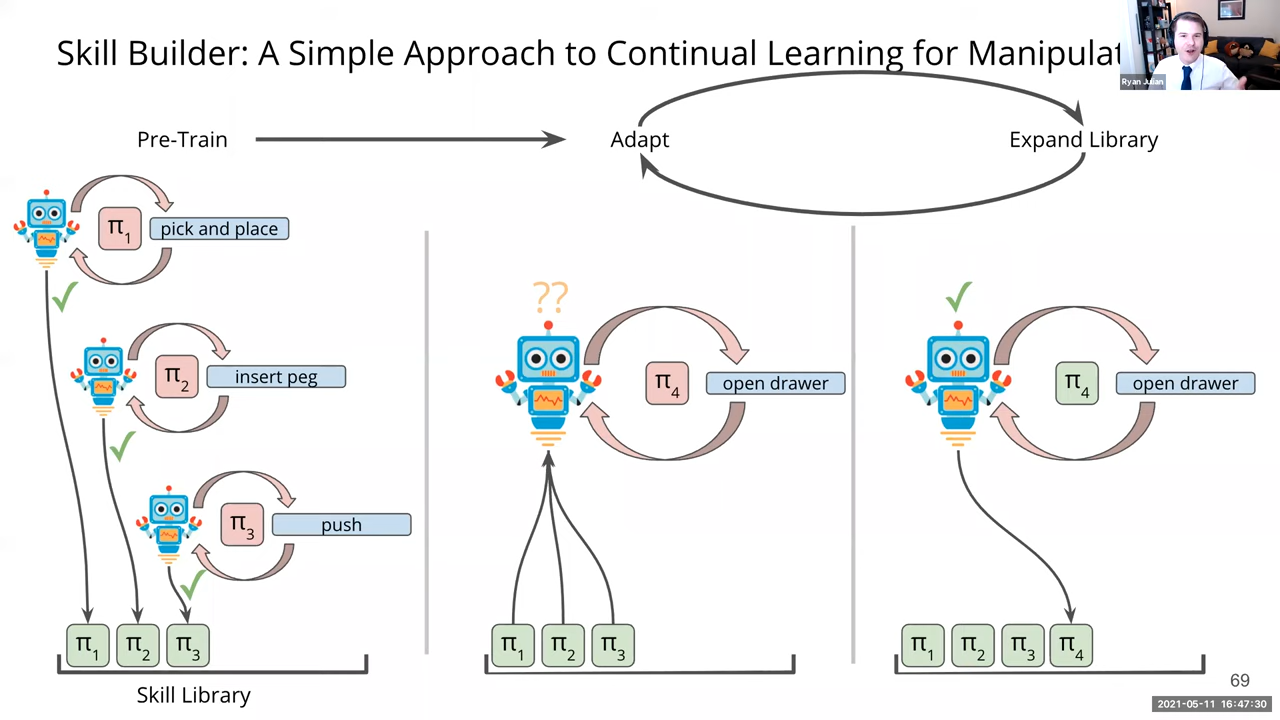 Skill Builder: A Simple Approach to Continual Learning for Manipulat
Ryan Julian
Pre-Train
Adapt
Expand Library
π1
pick and place
π2
insert peg
π3
push
π1 π2 π3
Skill Library
??
π4
open drawer
π1 π2 π3
π4
open drawer
π1 π2 π3 π4
69
2021-05-11 16:47:30